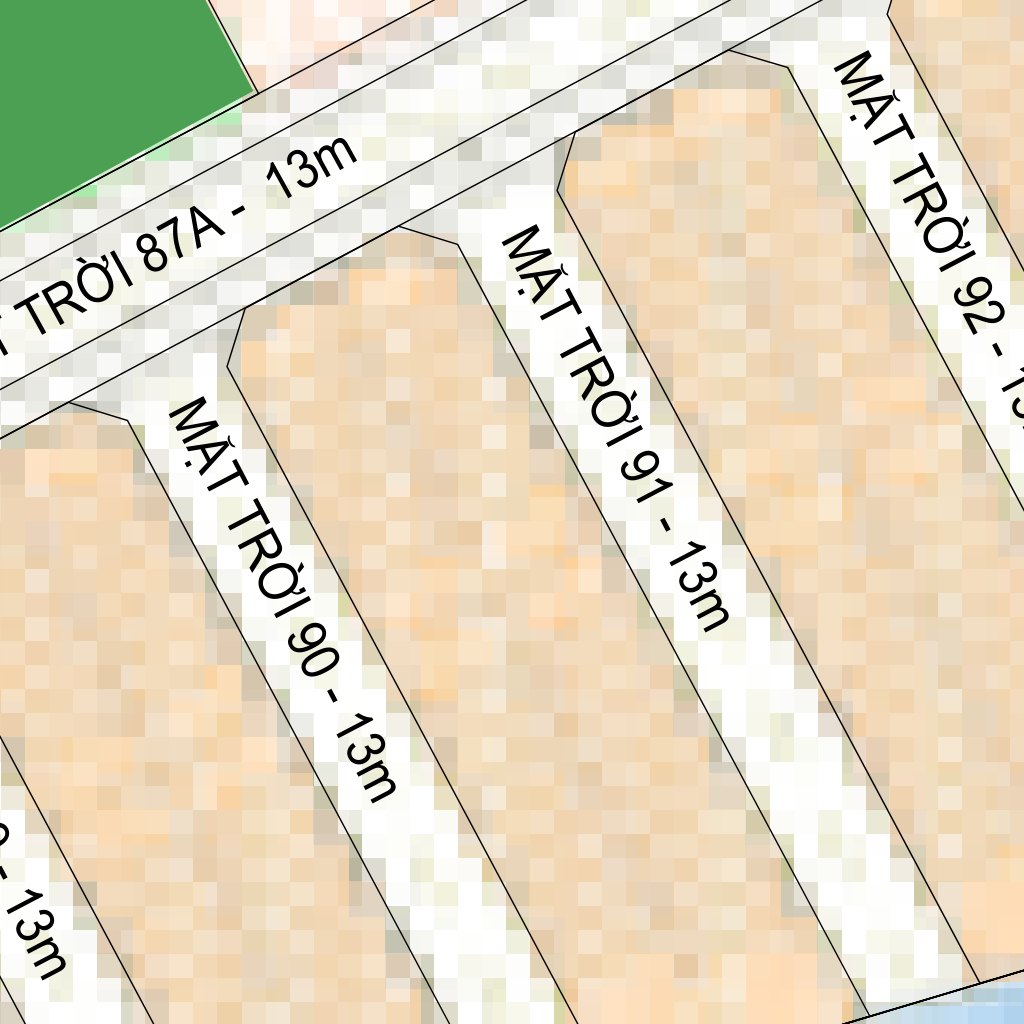 TRỜI 87A - 13m
MẶT TRỜI 92 -
MẶT TRỜI 91 - 13m
MẶT TRỜI 90 - 13m
- 13m